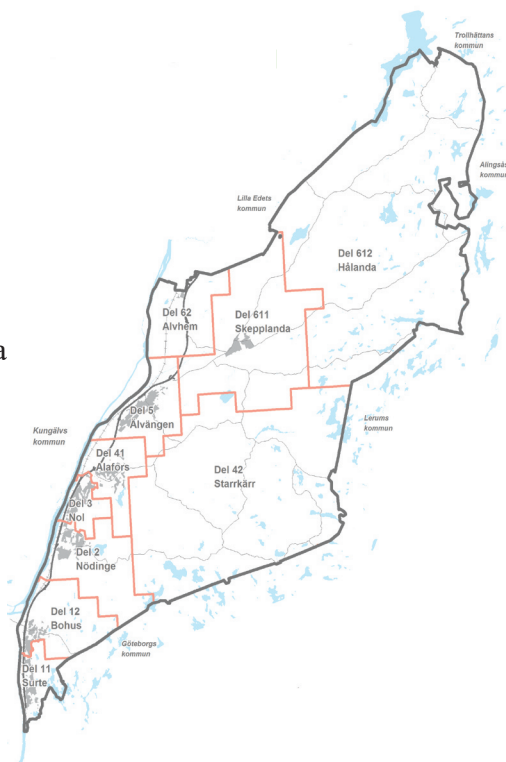 Trollhättans
kommun
Alingsås
kommun
Lilla Edets
kommun
Del 612
Hålanda
Del 62
Alvhem
Del 611
Skepplanda
a
Del 5
Älvängen
Lerums
kommun
Kungälvs
kommun
Del 41
Alafors
Del 42
Starrkärr
Del 3
Nol
Del 2
Nödinge
Del 12
Bohus
Göteborgs
kommun
Del 11
Surte